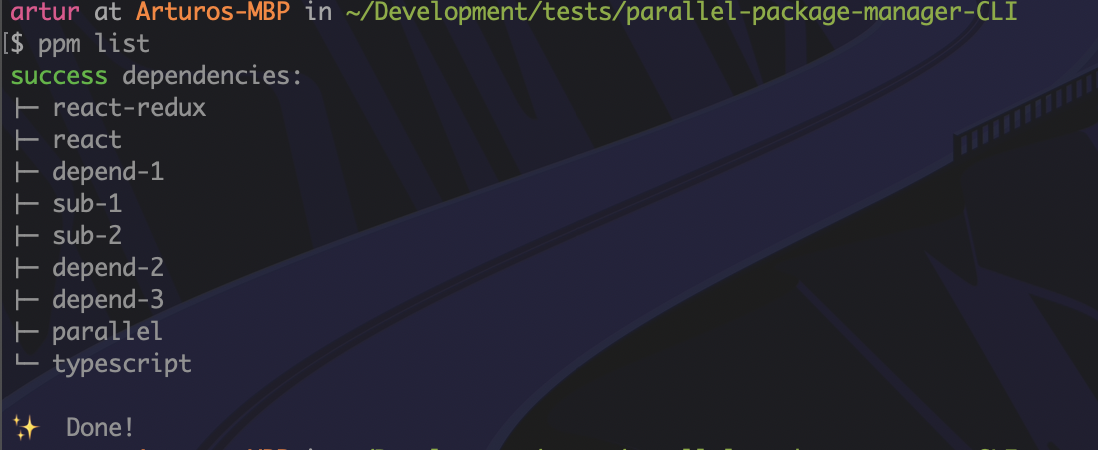 artur at Arturos-MBP in ~/Development/tests/parallel-package-manager-CLI
[$ ppm list
success dependencies:
├─ react-redux
├─ react
├─ depend-1
├─ sub-1
├─ sub-2
├─ depend-2
├─ depend-3
├─ parallel
└─ typescript
✨ Done!